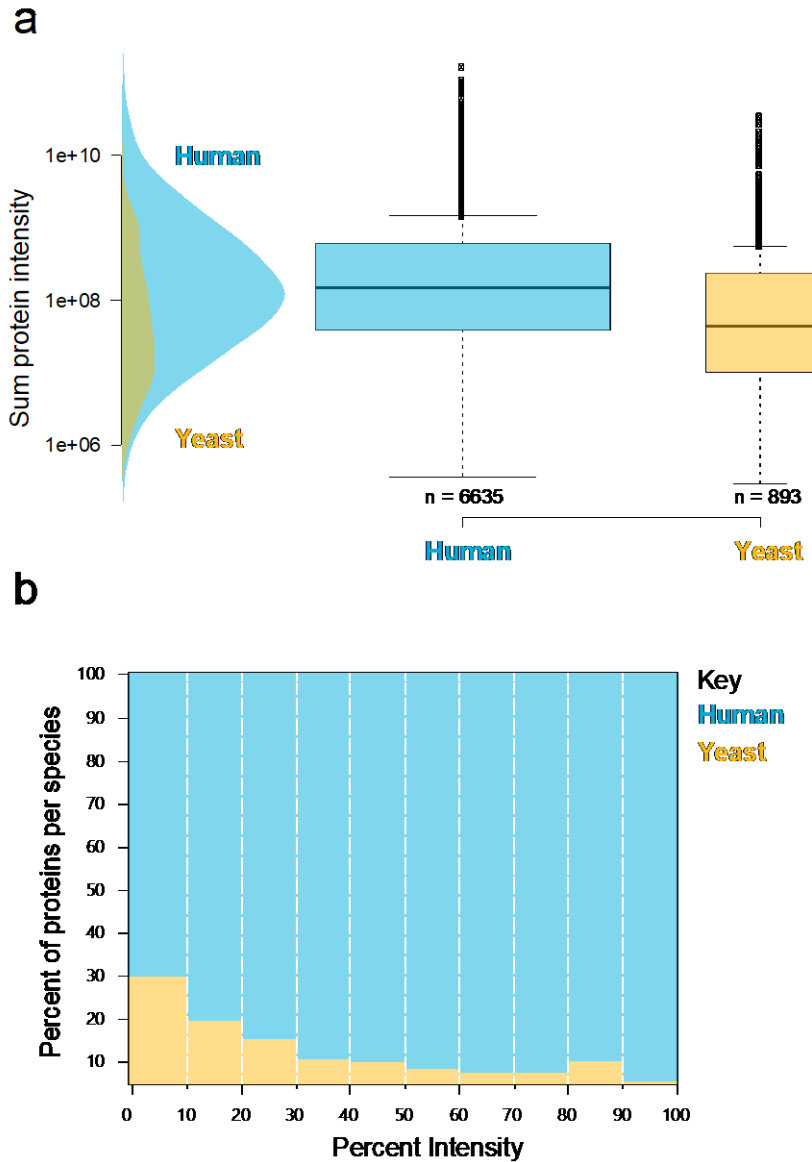 a
Sum protein intensity
1e+10
1e+08
1e+06
Human
Yeast
n = 6635
n = 893
Human
Yeast
b
Percent of proteins per species
100
90
80
70
60
50
40
30
20
10
0 10 20 30 40 50 60 70 80 90 100
Percent Intensity
Key
Human
Yeast